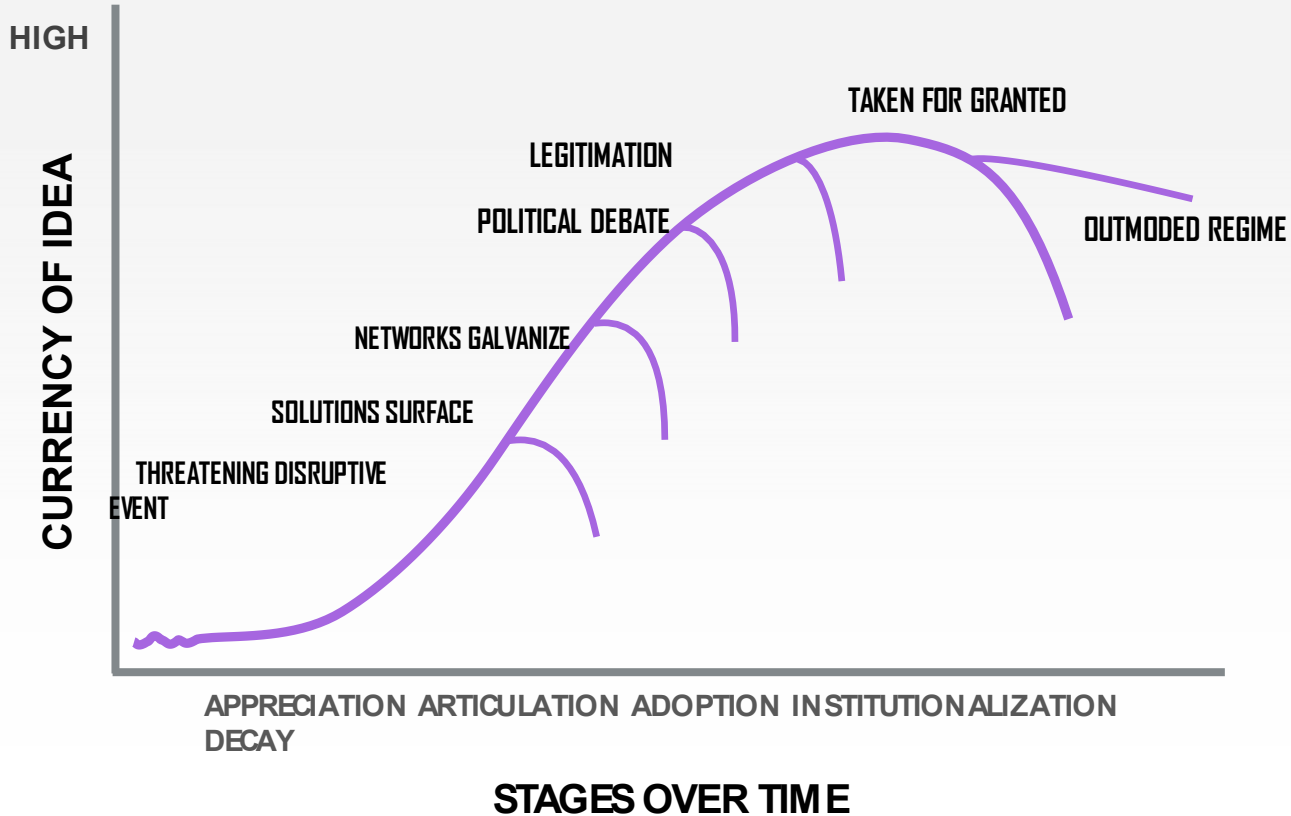 HIGH
TAKEN FOR GRANTED
LEGITIMATION
POLITICAL DEBATE
OUTMODED REGIME
NETWORKS GALVANIZE
SOLUTIONS SURFACE
THREATENING DISRUPTIVE
EVENT
CURRENCY OF IDEA
APPRECIATION ARTICULATION ADOPTION INSTITUTIONALIZATION
DECAY
STAGES OVER TIME